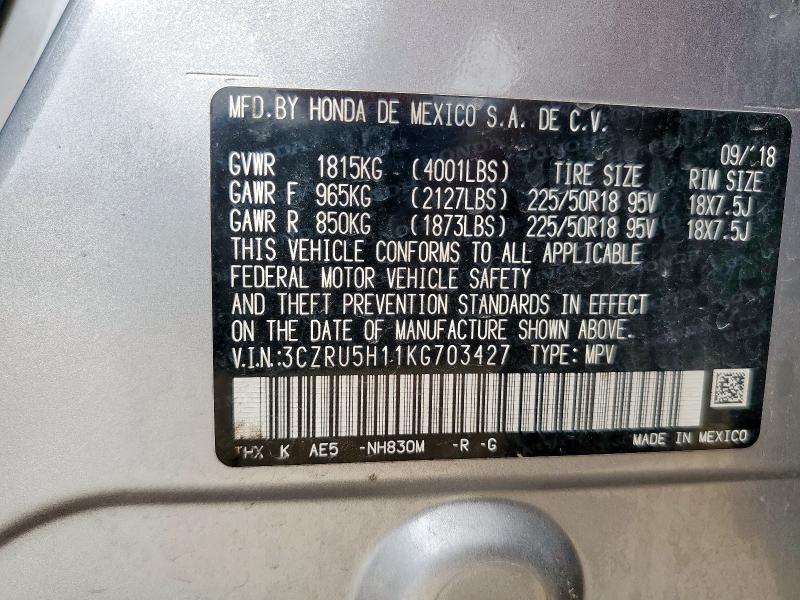 MFD.BY HONDA DE MEXICO S.A. DE C.V.
09/18
GVWR 1815KG (4001LBS) TIRE SIZE RIM SIZE
GAWR F 965KG (2127LBS) 225/50R18 95V 18X7.5J
GAWR R 850KG (1873LBS) 225/50R18 95V 18X7.5J
THIS VEHICLE CONFORMS TO ALL APPLICABLE
FEDERAL MOTOR VEHICLE SAFETY
AND THEFT PREVENTION STANDARDS IN EFFECT
ON THE DATE OF MANUFACTURE SHOWN ABOVE.
V.I.N.:3CZRU5H11KG703427 TYPE: MPV
THX K AE5 -NH830M -R -G MADE IN MEXICO